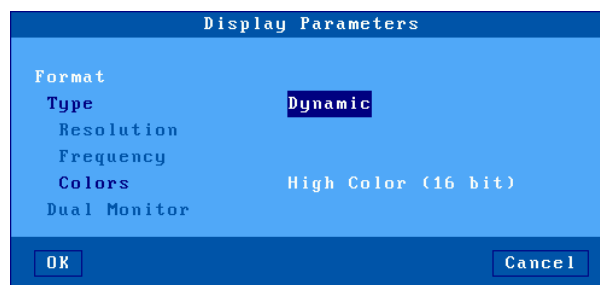 Display Parameters
Format
Type Dynamic
Resolution
Frequency
Colors High Color (16 bit)
Dual Monitor
OK Cancel